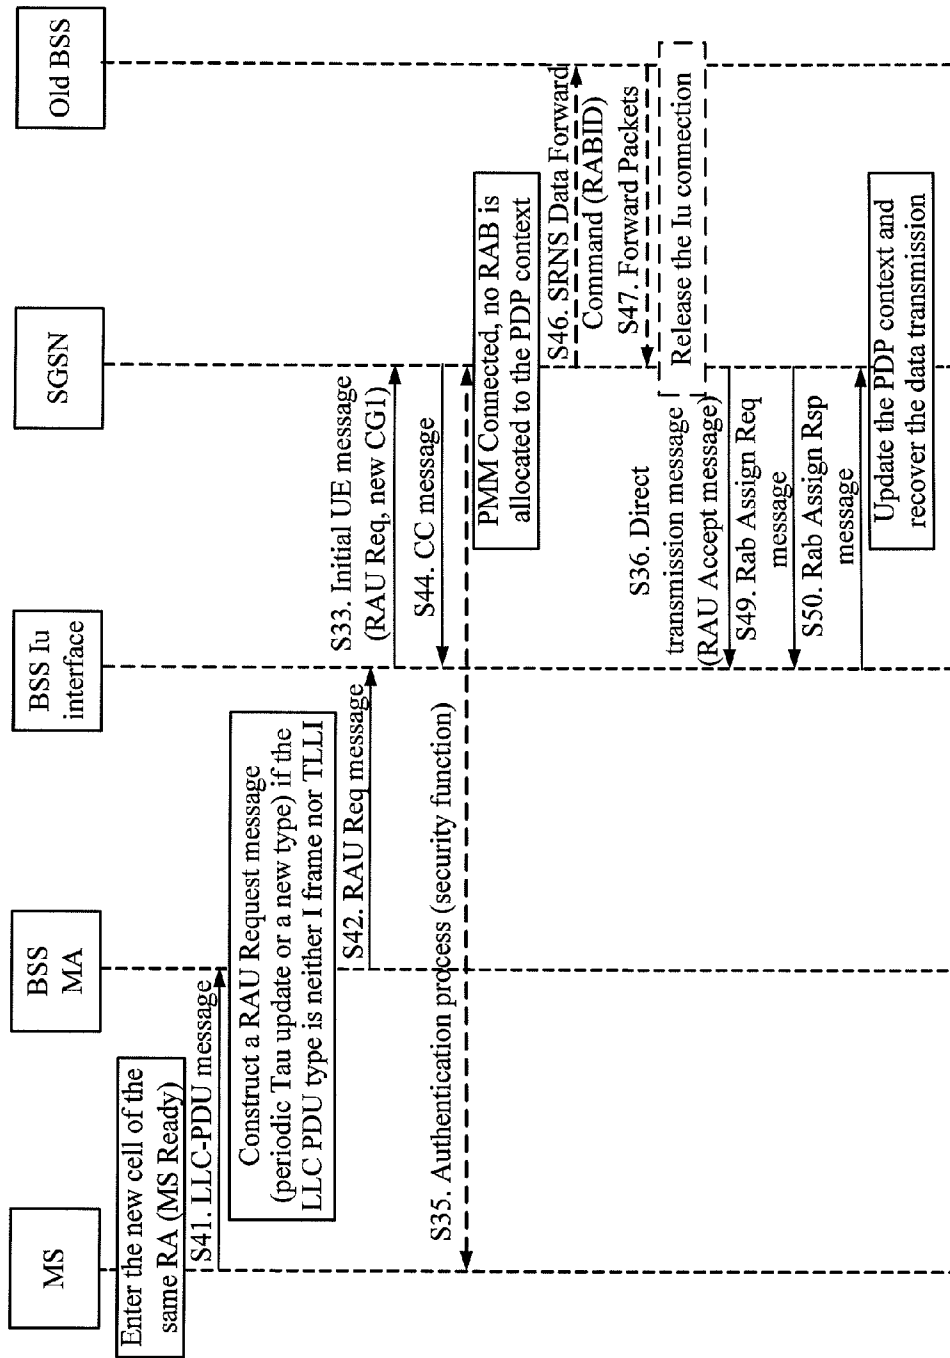 MS
BSS
MA
BSS Iu
interface
SGSN
Old BSS
Enter the new cell of the
same RA (MS Ready)
S41. LLC-PDU message
Construct a RAU Request message
(periodic Tau update or a new type) if the
LLC PDU type is neither I frame nor TLLI
S42. RAU Req message
S33. Initial UE message
(RAU Req, new CG1)
S44. CC message
S35. Authentication process (security function)
PMM Connected, no RAB is
allocated to the PDP context
S46. SRNS Data Forward
Command (RABID)
S47. Forward Packets
Release the Iu connection
S36. Direct
transmission message
(RAU Accept message)
S49. Rab Assign Req
message
S50. Rab Assign Rsp
message
Update the PDP context and
recover the data transmission